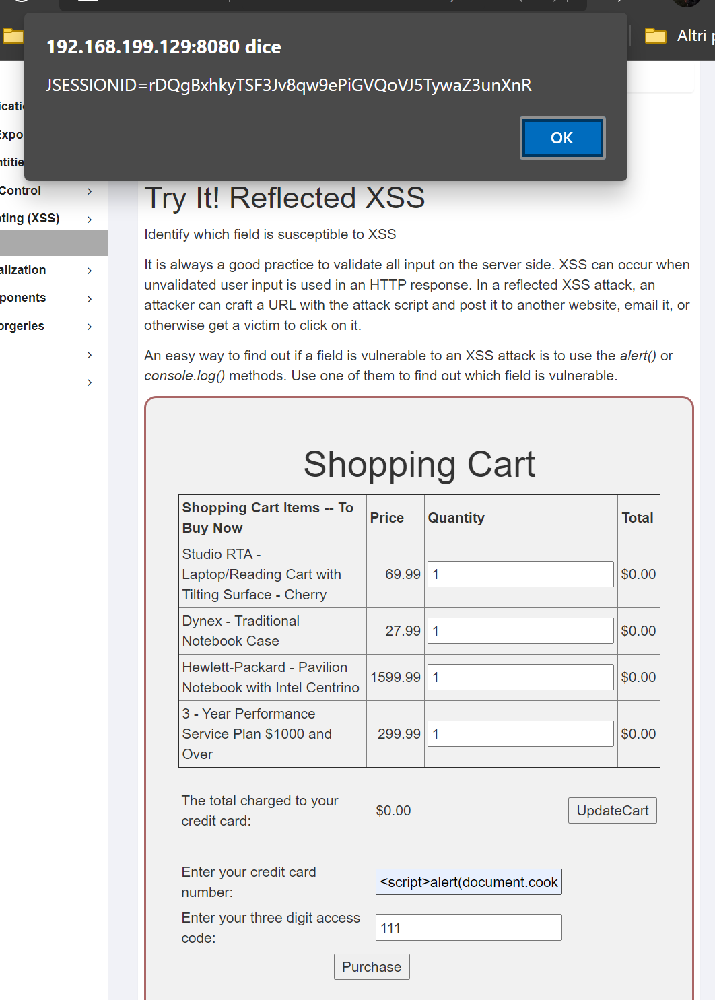 Altri
192.168.199.129:8080 dice
JSESSIONID=rDQgBxhkyTSF3Jv8qw9ePiGVQoVJ5TywaZ3unXnR
OK
Control
(XSS)
Try It! Reflected XSS
Identify which field is susceptible to XSS
It is always a good practice to validate all input on the server side. XSS can occur when
unvalidated user input is used in an HTTP response. In a reflected XSS attack, an
attacker can craft a URL with the attack script and post it to another website, email it, or
otherwise get a victim to click on it.
An easy way to find out if a field is vulnerable to an XSS attack is to use the alert() or
console.log() methods. Use one of them to find out which field is vulnerable.
Shopping Cart
Shopping Cart Items -- To
Buy Now
Price
Quantity
Total
Studio RTA -
Laptop/Reading Cart with
Tilting Surface - Cherry
69.99
1
$0.00
Dynex - Traditional
Notebook Case
27.99
1
$0.00
Hewlett-Packard - Pavilion
Notebook with Intel Centrino
1599.99
1
$0.00
3 - Year Performance
Service Plan $1000 and
Over
299.99
1
$0.00
The total charged to your
credit card:
$0.00
UpdateCart
Enter your credit card
number:
<script>alert(document.cook
Enter your three digit access
code:
111
Purchase